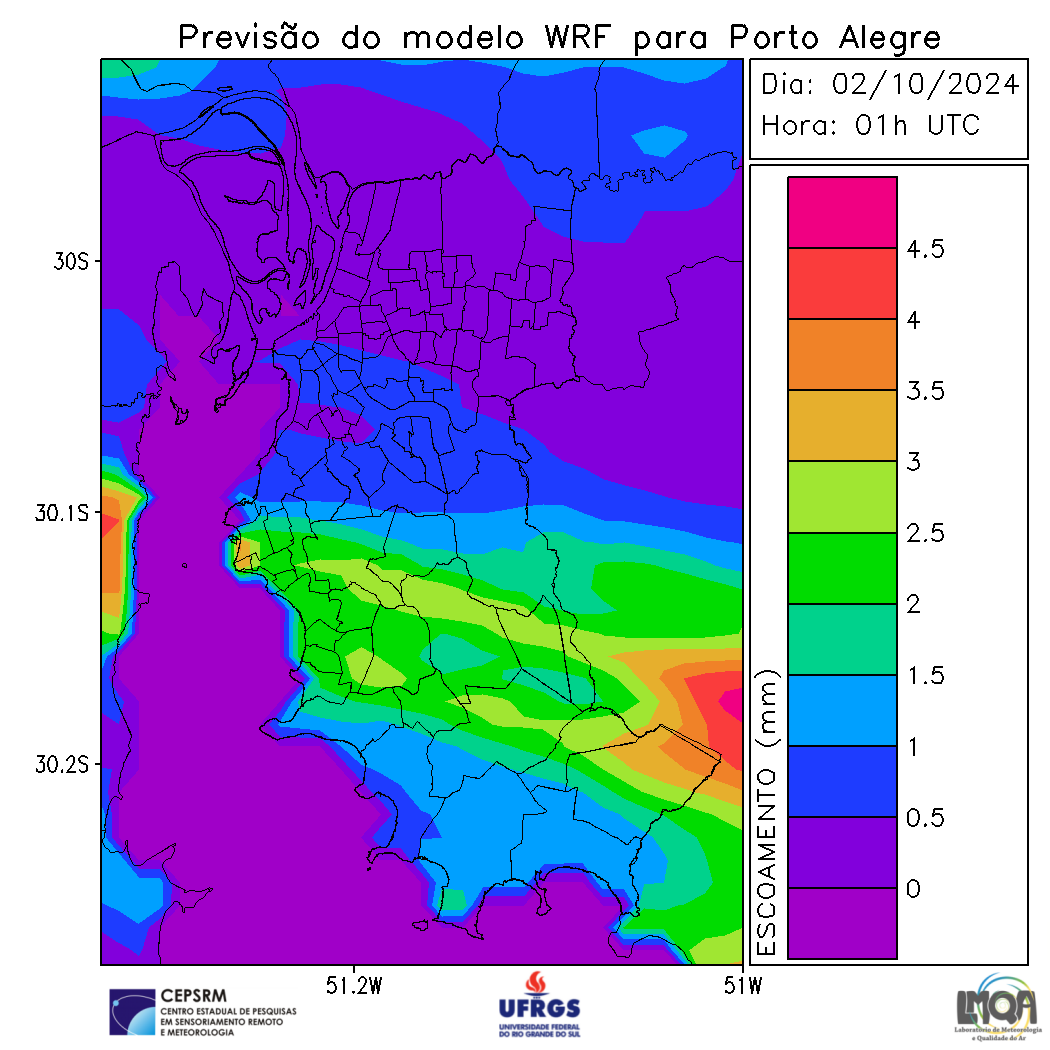 Previsão do modelo WRF para Porto Alegre
Dia: 02/10/2024
Hora: 01h UTC
30S
30.1S
30.2S
51.2W
51W
4.5
4
3.5
3
2.5
2
1.5
1
0.5
0
ESCOAMENTO (mm)
CEPSRM
CENTRO ESTADUAL DE PESQUISAS
EM SENSORIAMENTO REMOTO
E METEOROLOGIA
UFRGS
UNIVERSIDADE FEDERAL
DO RIO GRANDE DO SUL
LMQA
Laboratório de Meteorologia
e Qualidade do Ar